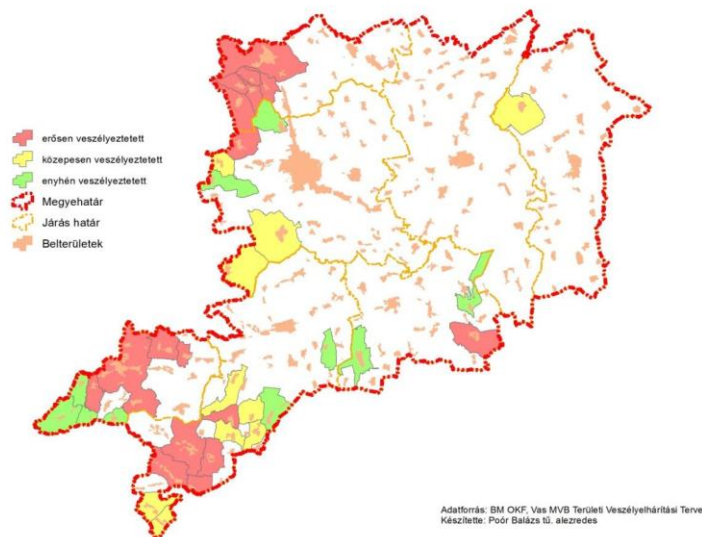 erősen veszélyeztetett
közepesen veszélyeztetett
enyhén veszélyeztetett
Megyehatár
Járás határ
Belterületek
Adatforrás: BM OKF, Vas MVB Területi Veszélyelhárítási Terve
Készítette: Poór Balázs tű. alezredes